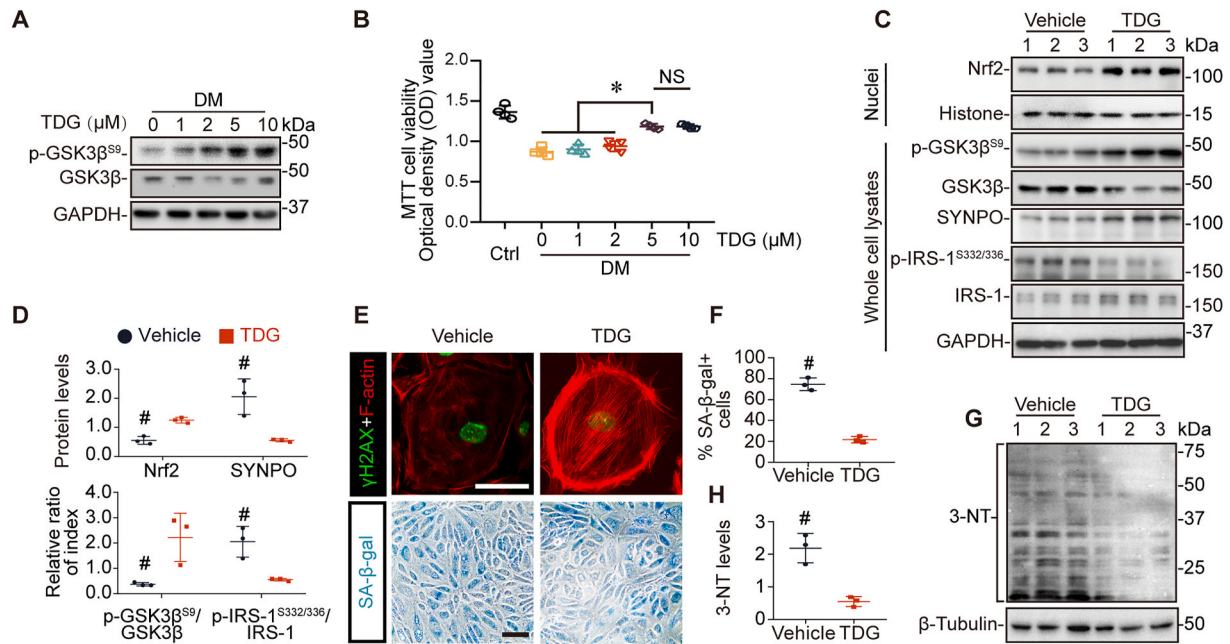 A
DM
TDG (μM) 0 1 2 5 10 kDa
p-GSK3β^S9- -50
GSK3β- -50
GAPDH- -37
B
MTT cell viability
Optical density (OD) value
2.0
1.5
1.0
0.5
0.0
* NS
Ctrl 0 1 2 5 10 TDG (μM)
DM
C
Vehicle TDG
1 2 3 1 2 3 kDa
Nuclei
Nrf2- -100
Histone- -15
Whole cell lysates
p-GSK3β^S9- -50
GSK3β- -50
SYNPO- -100
p-IRS-1^S332/336- -150
IRS-1- -150
GAPDH- -37
D
Vehicle TDG
Protein levels
3.0
2.0
1.0
0
# #
Nrf2 SYNPO
Relative ratio
of index
4.0
3.0
2.0
1.0
0.0
# #
p-GSK3β^S9/ p-IRS-1^S332/336/
GSK3β IRS-1
E
Vehicle TDG
γH2AX+F-actin
SA-β-gal
F
% SA-β-gal+
cells
100
80
60
40
20
0
#
Vehicle TDG
H
3-NT levels
3
2
1
0
#
Vehicle TDG
G
Vehicle TDG
1 2 3 1 2 3 kDa
-75
-50
3-NT- -37
-25
β-Tubulin- -50